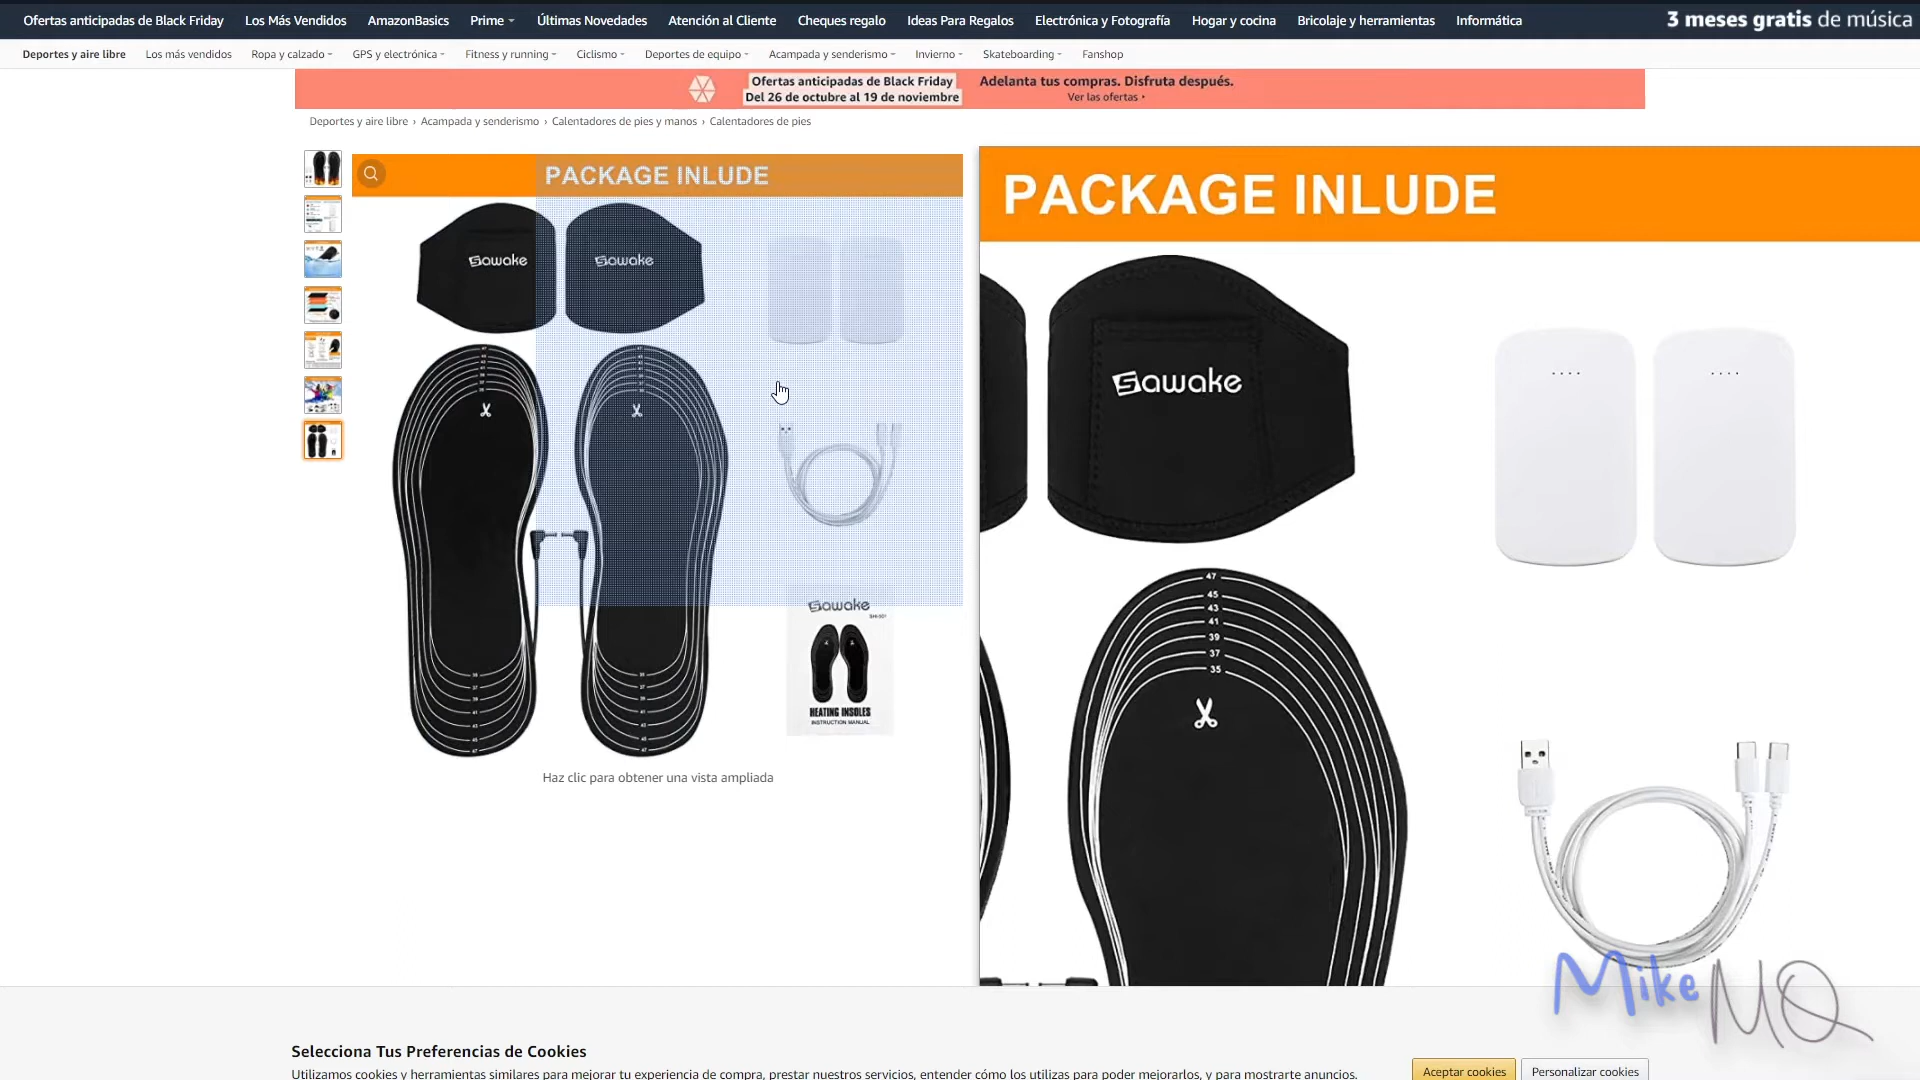 Ofertas anticipadas de Black Friday Los Más Vendidos AmazonBasics Prime Últimas Novedades Atención al Cliente Cheques regalo Ideas Para Regalos Electrónica y Fotografía Hogar y cocina Bricolaje y herramientas Informática 3 meses gratis de música
Deportes y aire libre Los más vendidos Ropa y calzado GPS y electrónica Fitness y running Ciclismo Deportes de equipo Acampada y senderismo Invierno Skateboarding Fanshop
Ofertas anticipadas de Black Friday
Del 26 de octubre al 19 de noviembre
Adelanta tus compras. Disfruta después.
Ver las ofertas
Deportes y aire libre › Acampada y senderismo › Calentadores de pies y manos › Calentadores de pies
PACKAGE INLUDE
Sawake Sawake
Sawake
SHI-S01
HEATING INSOLES
INSTRUCTION MANUAL
Haz clic para obtener una vista ampliada
PACKAGE INLUDE
Sawake
47
45
43
41
39
37
35
MikeMQ
Selecciona Tus Preferencias de Cookies
Utilizamos cookies y herramientas similares para mejorar tu experiencia de compra, prestar nuestros servicios, entender cómo los utilizas para poder mejorarlos, y para mostrarte anuncios.
Aceptar cookies Personalizar cookies